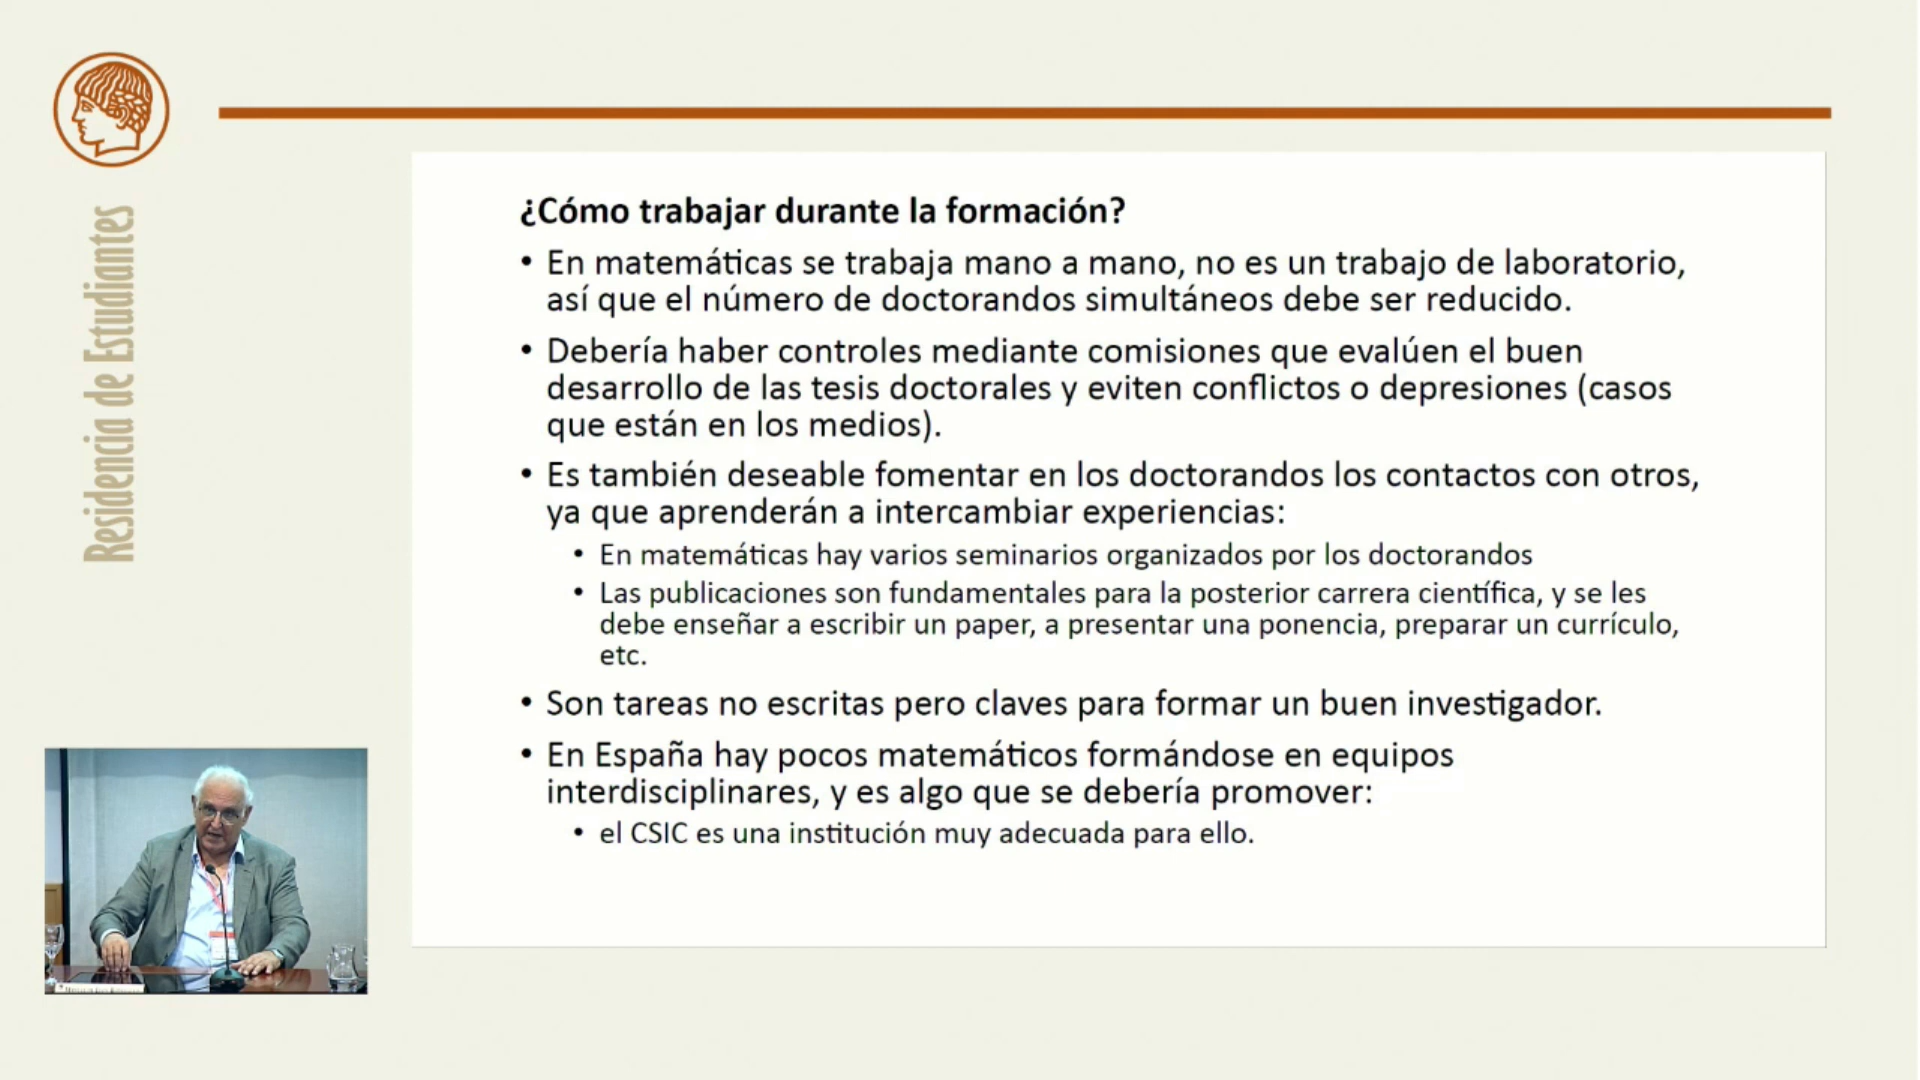 Residencia de Estudiantes
¿Cómo trabajar durante la formación?
• En matemáticas se trabaja mano a mano, no es un trabajo de laboratorio,
así que el número de doctorandos simultáneos debe ser reducido.
• Debería haber controles mediante comisiones que evalúen el buen
desarrollo de las tesis doctorales y eviten conflictos o depresiones (casos
que están en los medios).
• Es también deseable fomentar en los doctorandos los contactos con otros,
ya que aprenderán a intercambiar experiencias:
• En matemáticas hay varios seminarios organizados por los doctorandos
• Las publicaciones son fundamentales para la posterior carrera científica, y se les
debe enseñar a escribir un paper, a presentar una ponencia, preparar un currículo,
etc.
• Son tareas no escritas pero claves para formar un buen investigador.
• En España hay pocos matemáticos formándose en equipos
interdisciplinares, y es algo que se debería promover:
• el CSIC es una institución muy adecuada para ello.